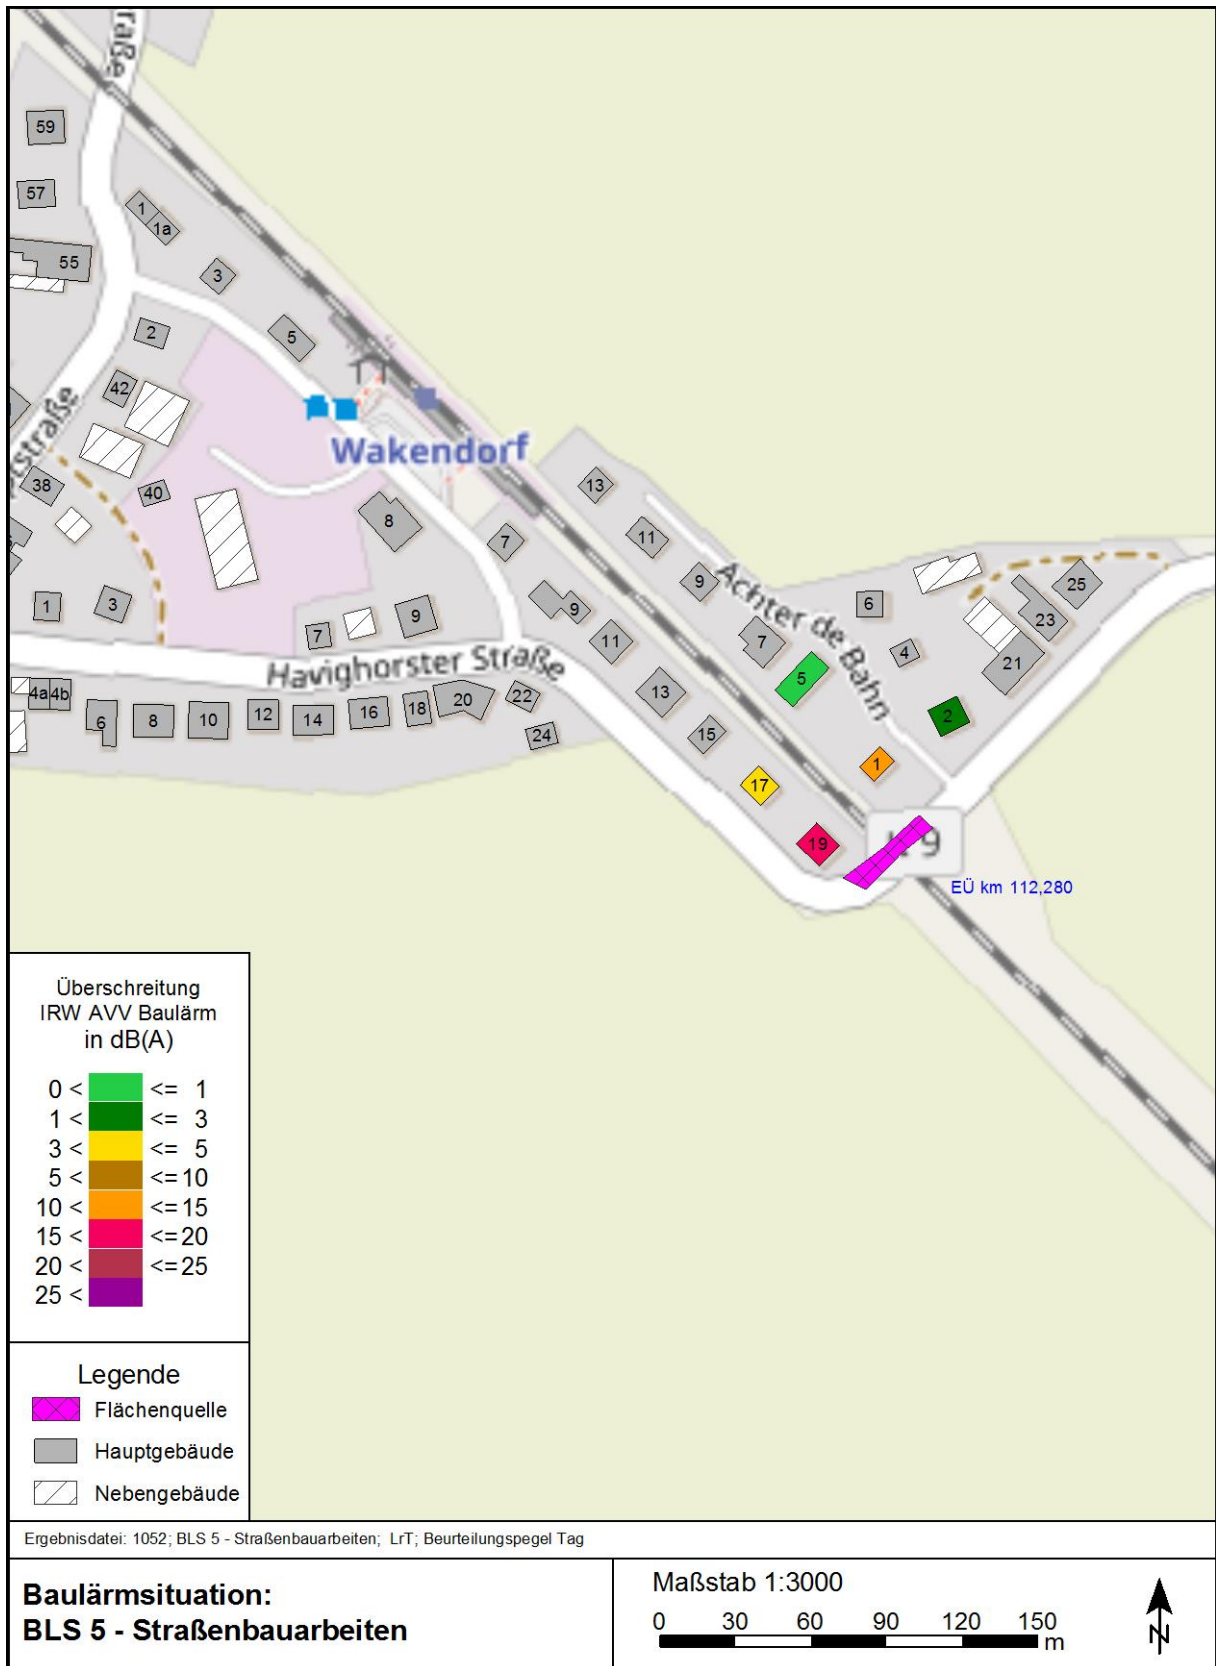 raße
59
57
1
1a
55
3
5
2
42
Wakendorf
tstraße
38
40
8
7
13
11
9
Achter de Bahn
6
25
23
4
21
1
3
7
9
9
11
7
5
Havighorster Straße
4a
4b
6
8
10
12
14
16
18
20
22
24
13
15
2
1
17
19
9
EÜ km 112,280
Überschreitung
IRW AVV Baulärm
in dB(A)
0 < <= 1
1 < <= 3
3 < <= 5
5 < <=10
10 < <=15
15 < <=20
20 < <=25
25 <
Legende
Flächenquelle
Hauptgebäude
Nebengebäude
Ergebnisdatei: 1052; BLS 5 - Straßenbauarbeiten; LrT; Beurteilungspegel Tag
Baulärmsituation:
BLS 5 - Straßenbauarbeiten
Maßstab 1:3000
0 30 60 90 120 150
m
N